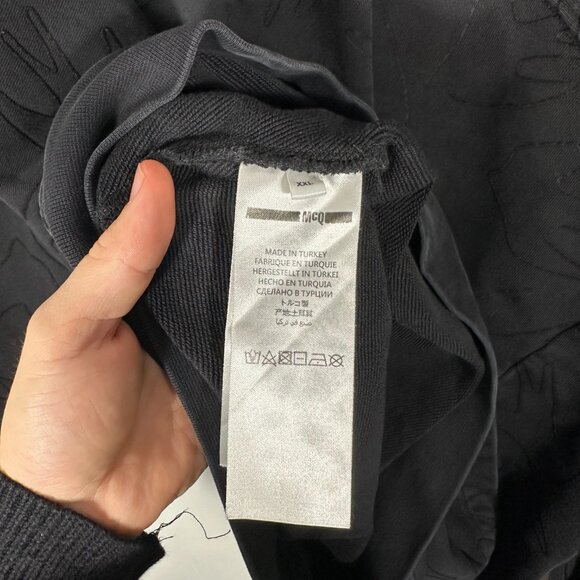 XXL
McQ
MADE IN TURKEY
FABRIQUE EN TURQUIE
HERGESTELLT IN TÜRKEI
HECHO EN TURQUIA
СДЕЛАНО В ТУРЦИИ
トルコ製
产地土耳其
صنع في تركيا